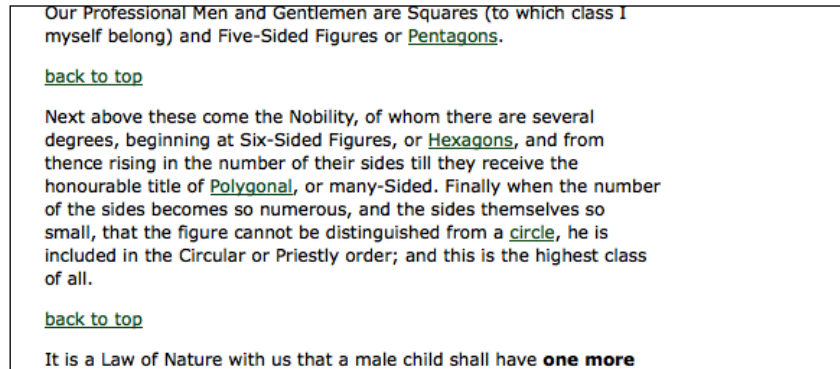 Our Professional Men and Gentlemen are Squares (to which class I
myself belong) and Five-Sided Figures or Pentagons.
back to top
Next above these come the Nobility, of whom there are several
degrees, beginning at Six-Sided Figures, or Hexagons, and from
thence rising in the number of their sides till they receive the
honourable title of Polygonal, or many-Sided. Finally when the number
of the sides becomes so numerous, and the sides themselves so
small, that the figure cannot be distinguished from a circle, he is
included in the Circular or Priestly order; and this is the highest class
of all.
back to top
It is a Law of Nature with us that a male child shall have one more